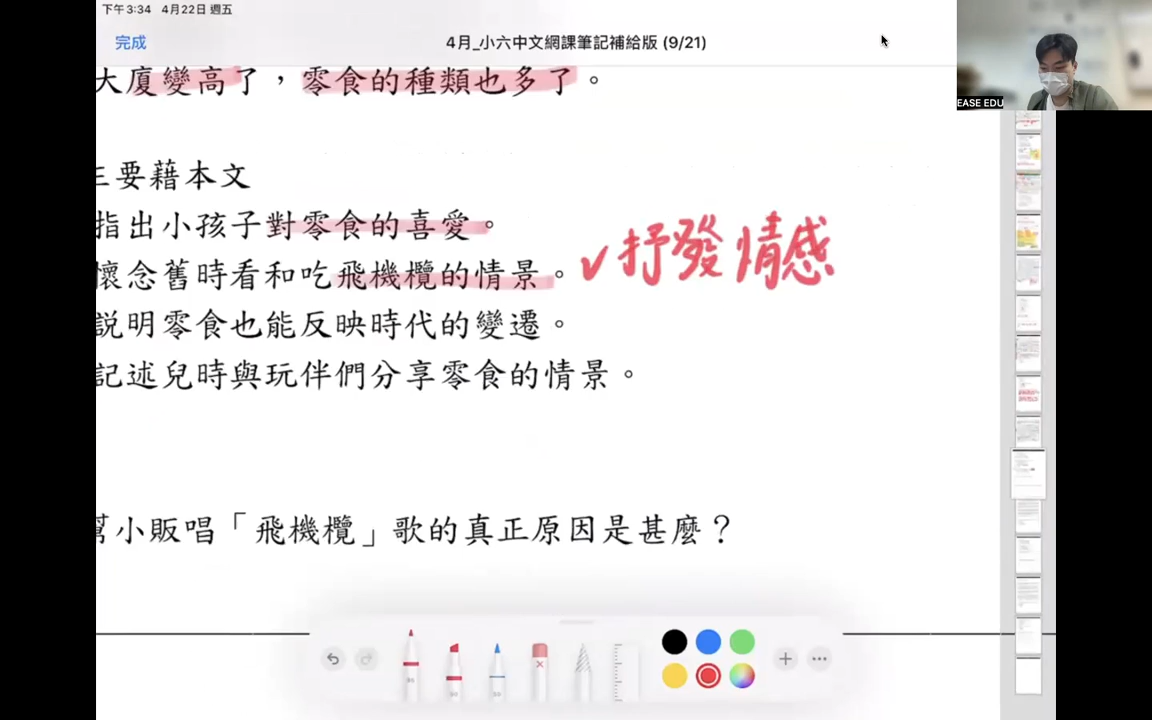 下午3:34 4月22日 週五
完成
4月_小六中文網課筆記補給版 (9/21)
EASE EDU
大廈變高了，零食的種類也多了。
主要藉本文
指出小孩子對零食的喜愛。
懷念舊時看和吃飛機欖的情景。 ✓抒發情感
説明零食也能反映時代的變遷。
記述兒時與玩伴們分享零食的情景。
小販唱「飛機欖」歌的真正原因是甚麼？